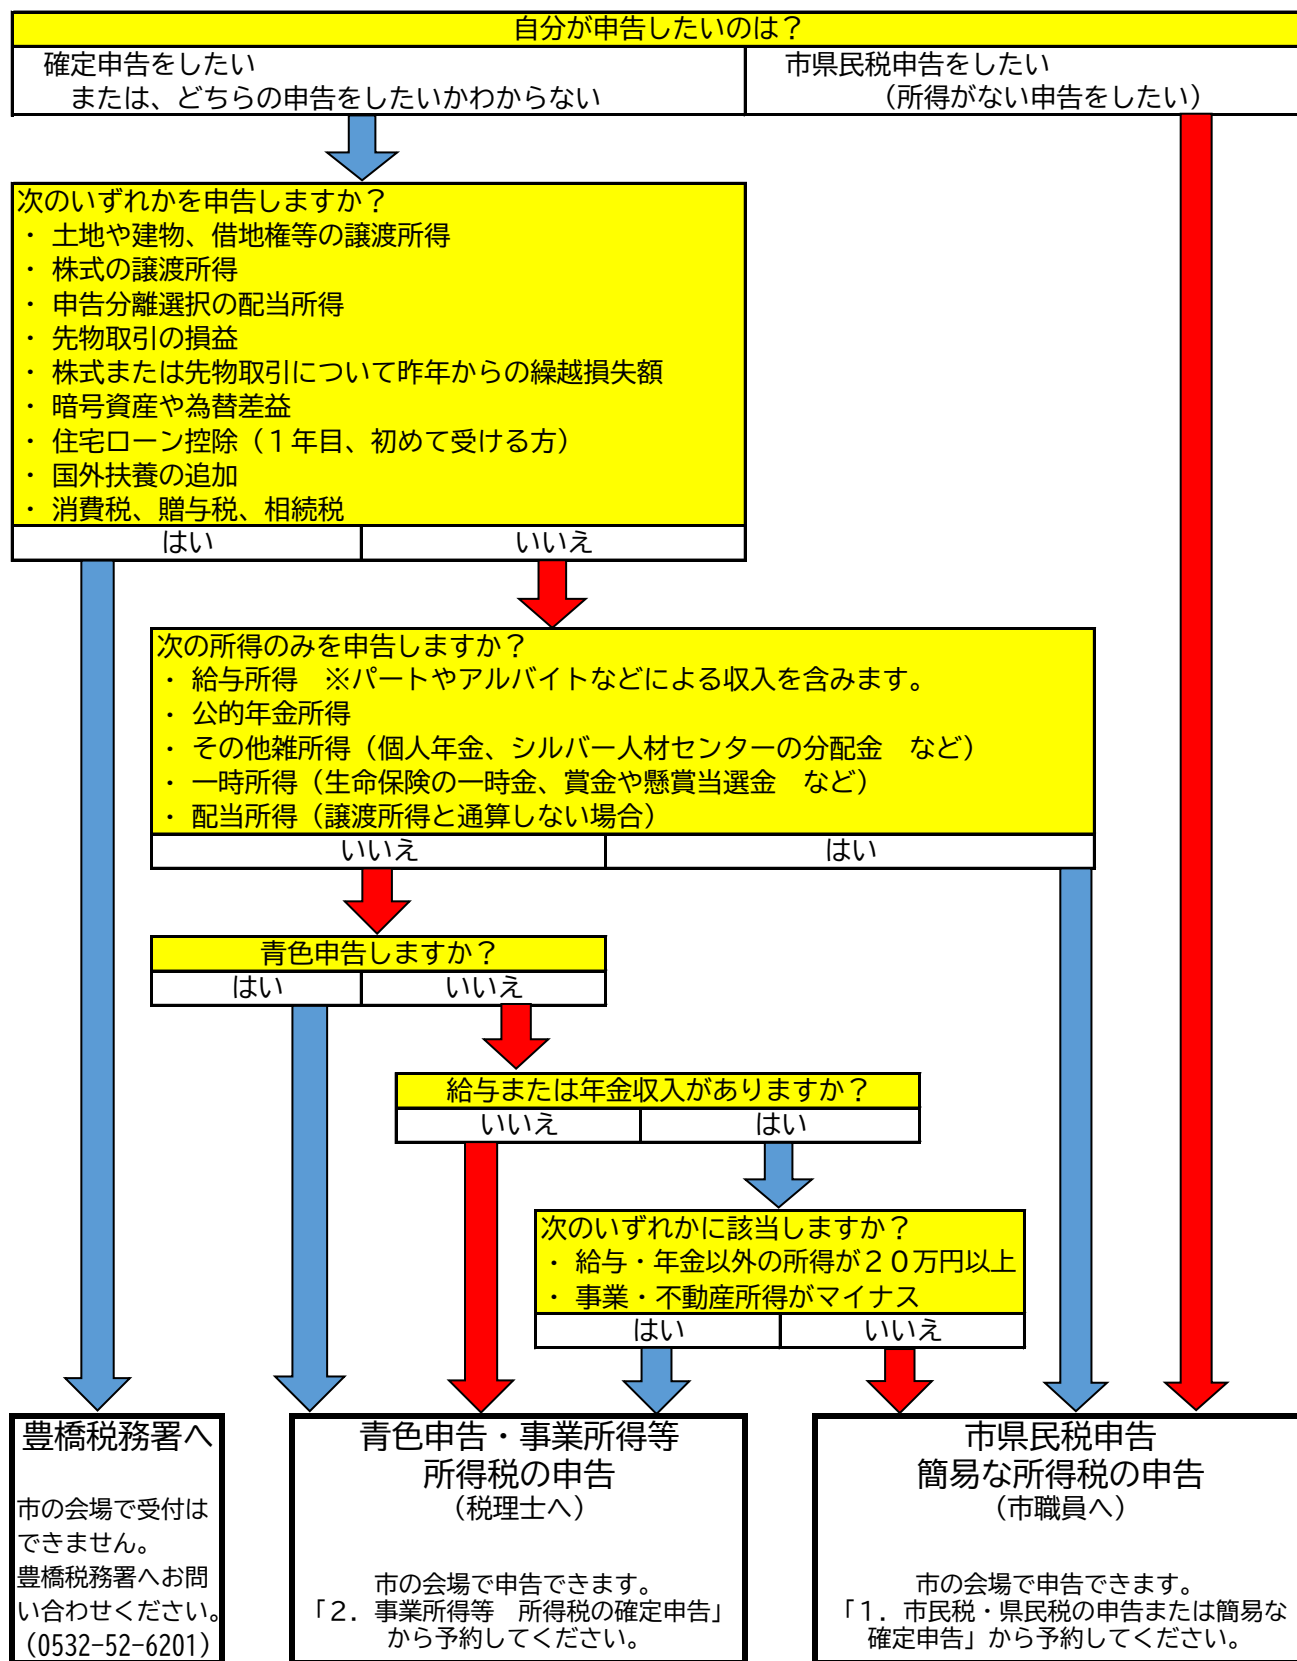 自分が申告したいのは？
確定申告をしたい
または、どちらの申告をしたいかわからない
市県民税申告をしたい
（所得がない申告をしたい）
次のいずれかを申告しますか？
・ 土地や建物、借地権等の譲渡所得
・ 株式の譲渡所得
・ 申告分離選択の配当所得
・ 先物取引の損益
・ 株式または先物取引について昨年からの繰越損失額
・ 暗号資産や為替差益
・ 住宅ローン控除（１年目、初めて受ける方）
・ 国外扶養の追加
・ 消費税、贈与税、相続税
はい
いいえ
次の所得のみを申告しますか？
・ 給与所得　※パートやアルバイトなどによる収入を含みます。
・ 公的年金所得
・ その他雑所得（個人年金、シルバー人材センターの分配金　など）
・ 一時所得（生命保険の一時金、賞金や懸賞当選金　など）
・ 配当所得（譲渡所得と通算しない場合）
いいえ
はい
青色申告しますか？
はい
いいえ
給与または年金収入がありますか？
いいえ
はい
次のいずれかに該当しますか？
・ 給与・年金以外の所得が２０万円以上
・ 事業・不動産所得がマイナス
はい
いいえ
豊橋税務署へ
市の会場で受付は
できません。
豊橋税務署へお問
い合わせください。
（0532-52-6201）
青色申告・事業所得等
所得税の申告
（税理士へ）
市の会場で申告できます。
「２．事業所得等　所得税の確定申告」
から予約してください。
市県民税申告
簡易な所得税の申告
（市職員へ）
市の会場で申告できます。
「１．市民税・県民税の申告または簡易な
確定申告」から予約してください。